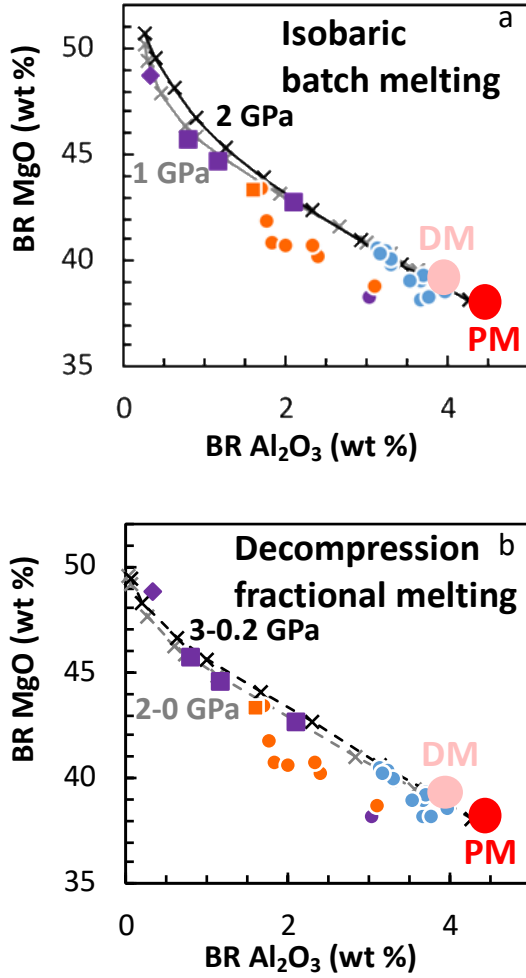 a
Isobaric
batch melting
50
45
40
35
BR MgO (wt %)
2 GPa
1 GPa
DM
PM
0
2
4
BR Al₂O₃ (wt %)
b
Decompression
fractional melting
50
45
40
35
BR MgO (wt %)
3-0.2 GPa
2-0 GPa
DM
PM
0
2
4
BR Al₂O₃ (wt %)